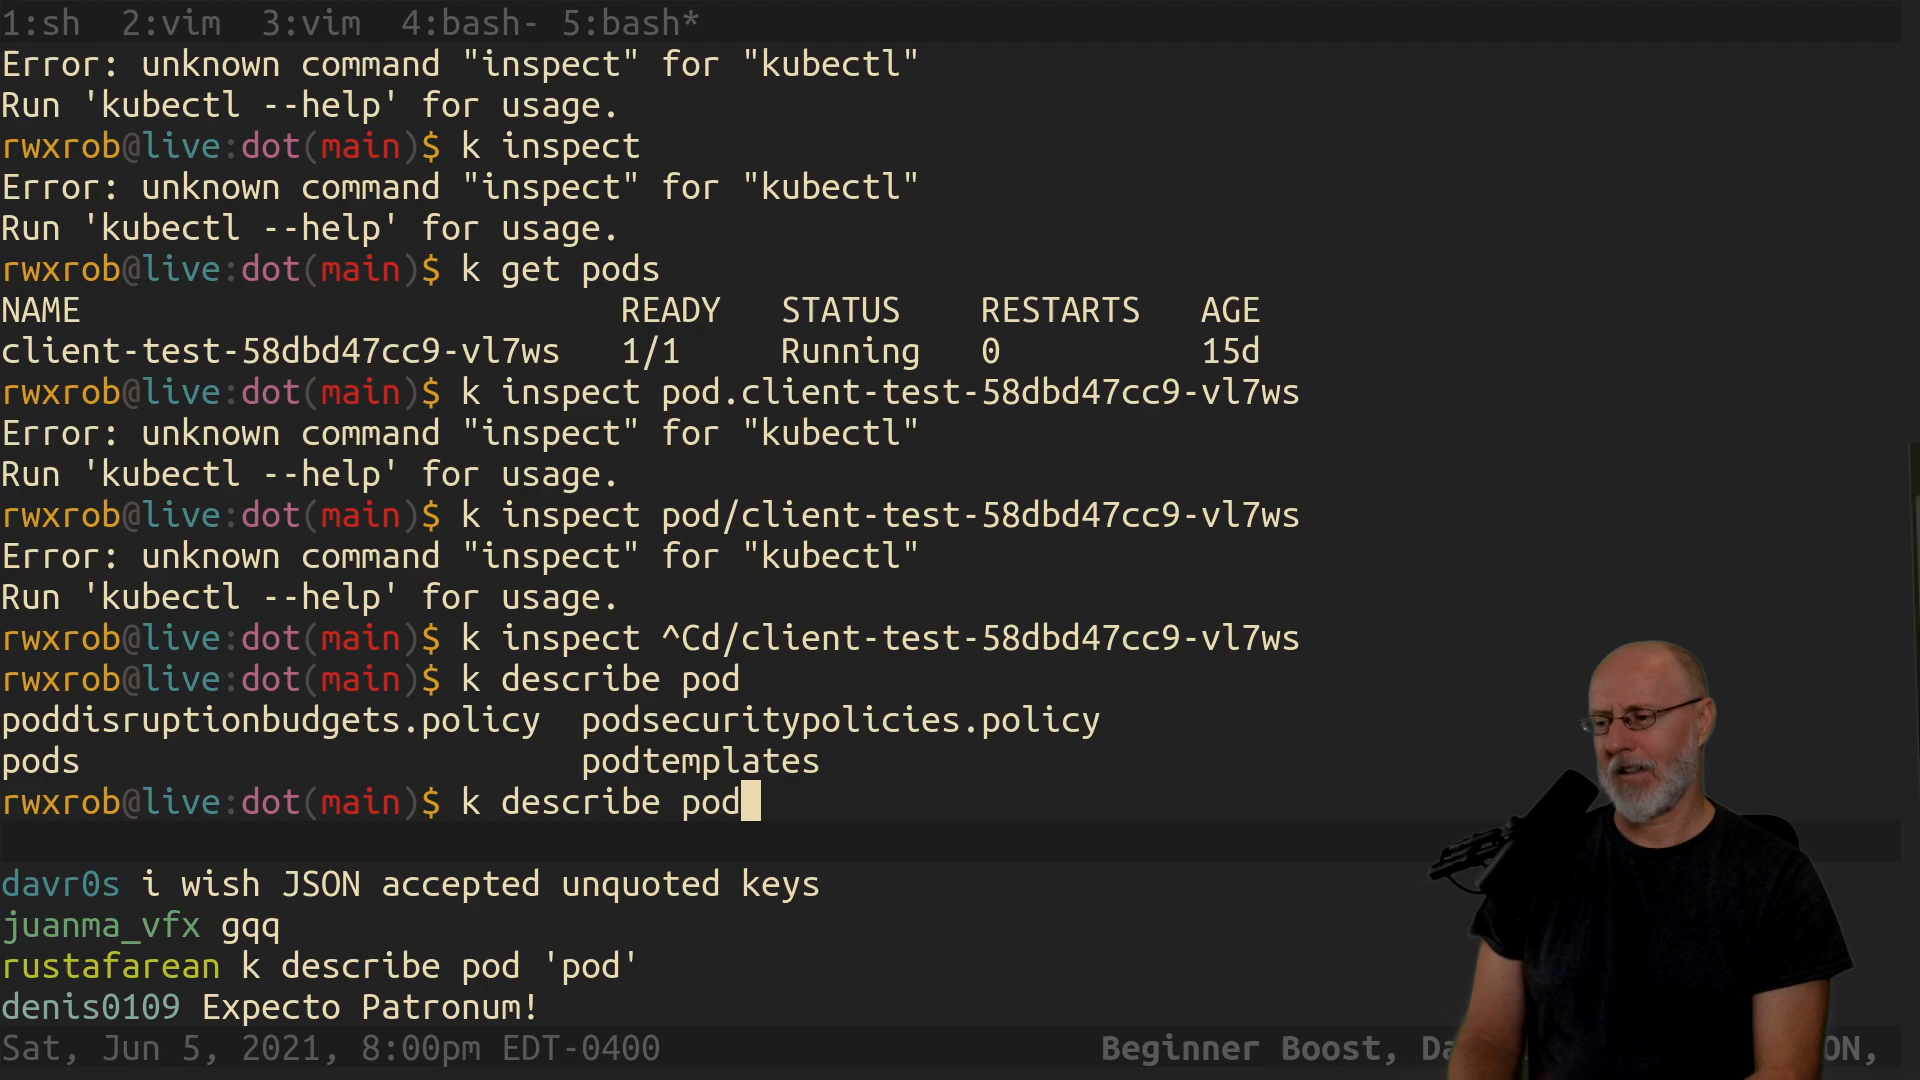 1:sh  2:vim  3:vim  4:bash- 5:bash*
Error: unknown command "inspect" for "kubectl"
Run 'kubectl --help' for usage.
rwxrob@live:dot(main)$ k inspect
Error: unknown command "inspect" for "kubectl"
Run 'kubectl --help' for usage.
rwxrob@live:dot(main)$ k get pods
NAME                           READY   STATUS    RESTARTS   AGE
client-test-58dbd47cc9-vl7ws   1/1     Running   0          15d
rwxrob@live:dot(main)$ k inspect pod.client-test-58dbd47cc9-vl7ws
Error: unknown command "inspect" for "kubectl"
Run 'kubectl --help' for usage.
rwxrob@live:dot(main)$ k inspect pod/client-test-58dbd47cc9-vl7ws
Error: unknown command "inspect" for "kubectl"
Run 'kubectl --help' for usage.
rwxrob@live:dot(main)$ k inspect ^Cd/client-test-58dbd47cc9-vl7ws
rwxrob@live:dot(main)$ k describe pod
poddisruptionbudgets.policy  podsecuritypolicies.policy
pods                         podtemplates
rwxrob@live:dot(main)$ k describe pod
davr0s i wish JSON accepted unquoted keys
juanma_vfx gqq
rustafarean k describe pod 'pod'
denis0109 Expecto Patronum!
Sat, Jun 5, 2021, 8:00pm EDT-0400 Beginner Boost,